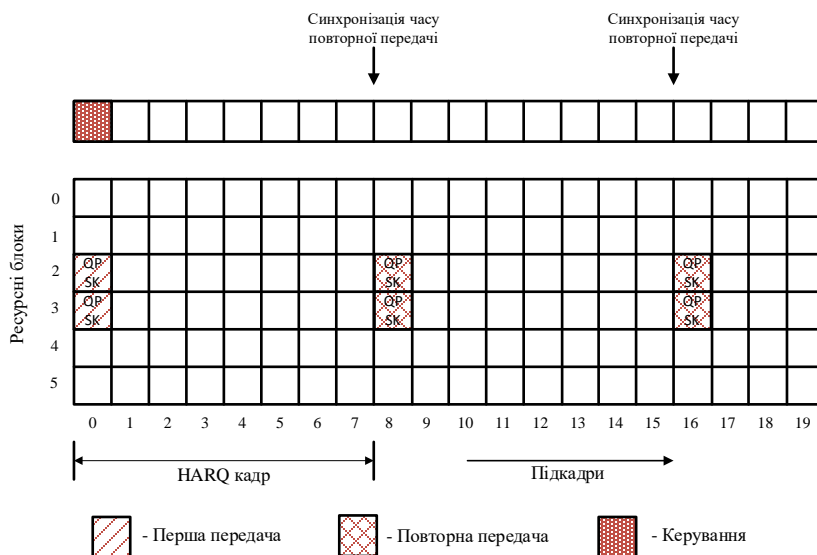 Синхронізація часу
повторної передачі
Синхронізація часу
повторної передачі
Ресурсні блоки
0
1
2
3
4
5
QP
SK
QP
SK
QP
SK
QP
SK
QP
SK
QP
SK
0 1 2 3 4 5 6 7 8 9 10 11 12 13 14 15 16 17 18 19
HARQ кадр
Підкадри
- Перша передача
- Повторна передача
- Керування